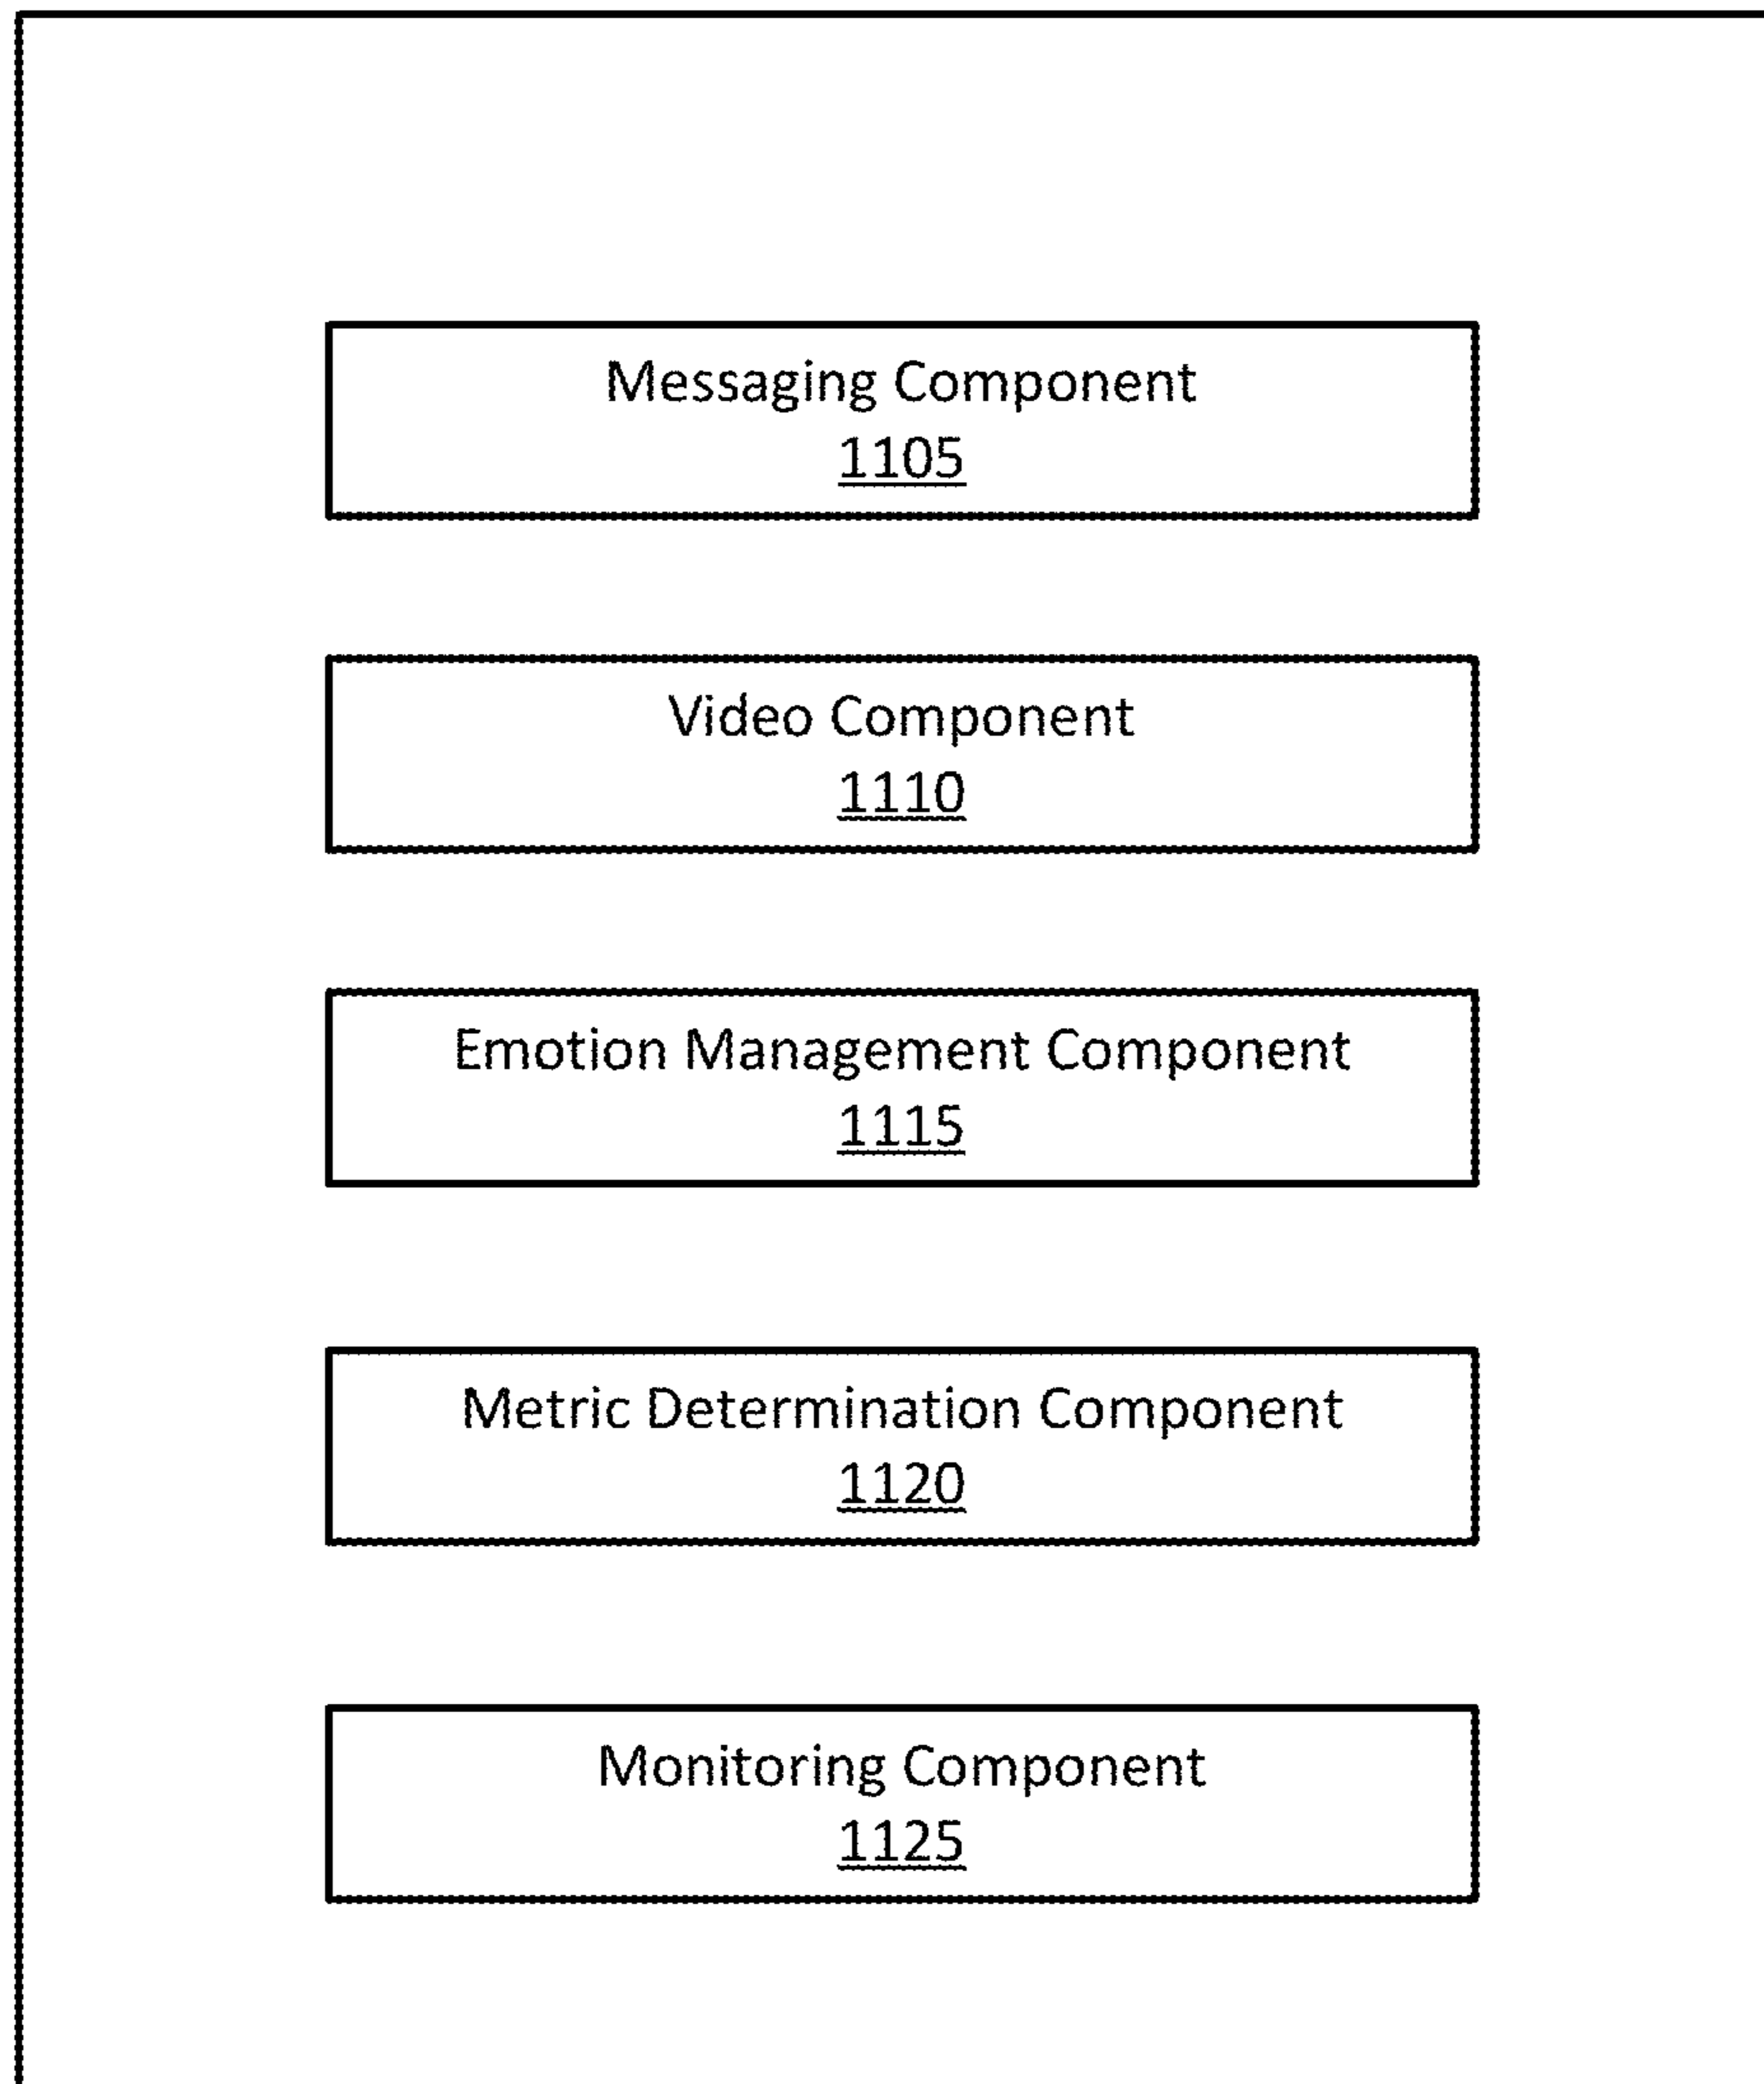 Messaging Component
1105
Video Component
1110
Emotion Management Component
1115
Metric Determination Component
1120
Monitoring Component
1125